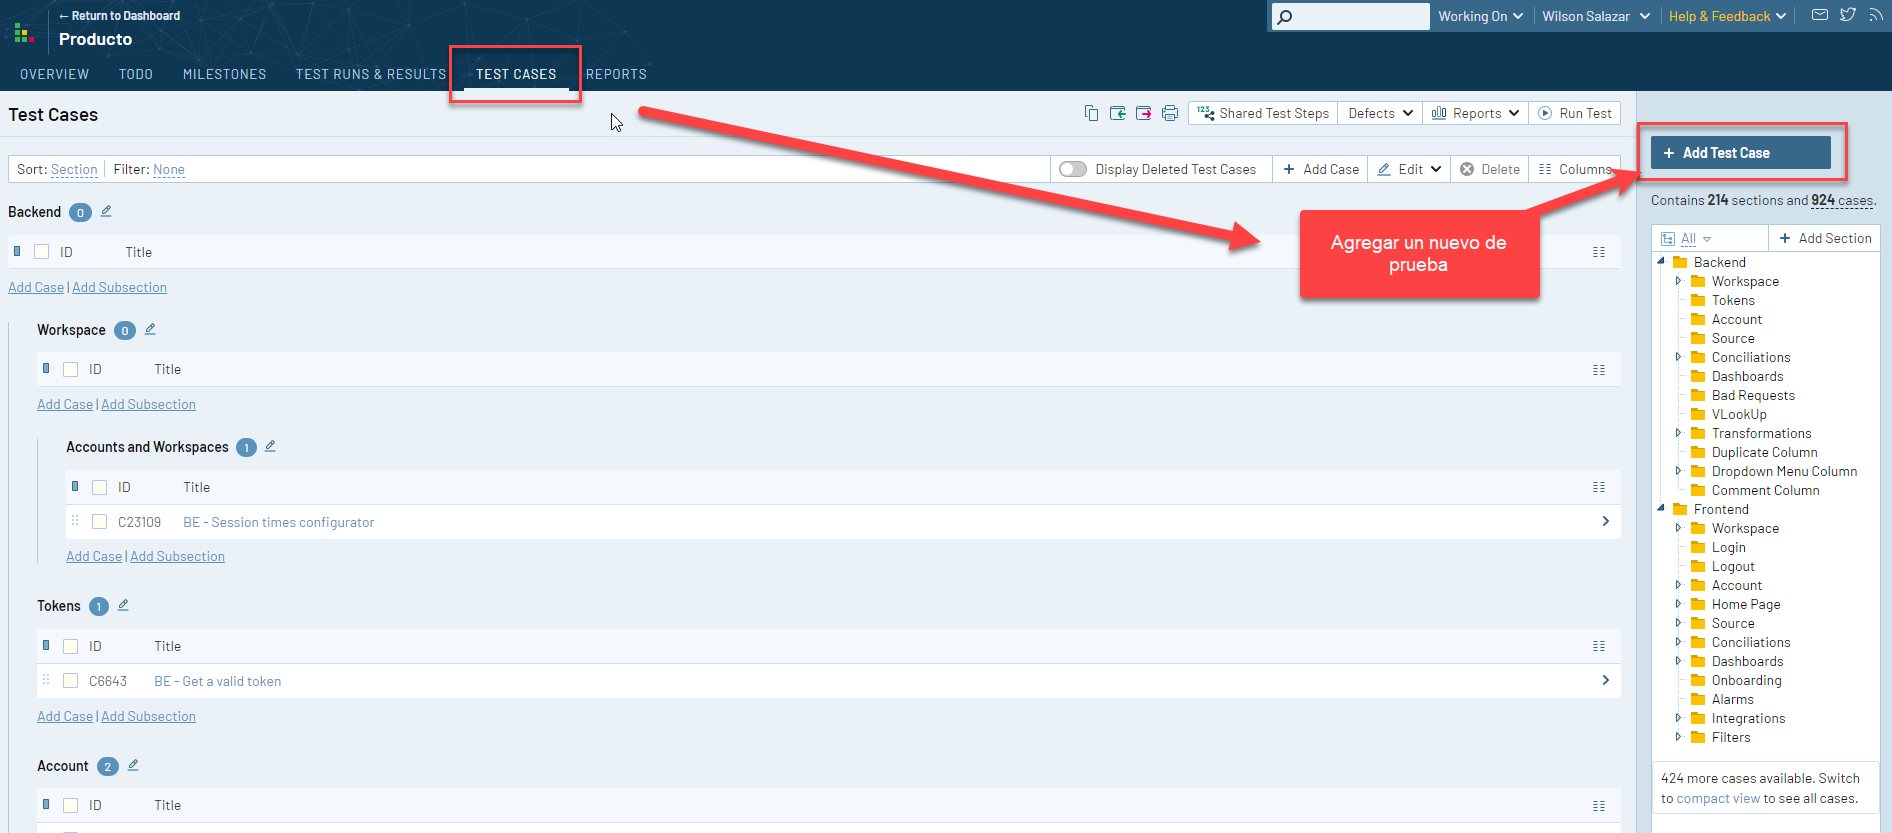 ← Return to Dashboard
Producto
Working On
Wilson Salazar
Help & Feedback
OVERVIEW TODO MILESTONES TEST RUNS & RESULTS TEST CASES REPORTS
Test Cases
123 Shared Test Steps
Defects
Reports
Run Test
+ Add Test Case
Sort: Section Filter: None
Display Deleted Test Cases
+ Add Case
Edit
Delete
Columns
Contains 214 sections and 924 cases.
Agregar un nuevo de
prueba
Backend 0
ID Title
Add Case | Add Subsection
Workspace 0
ID Title
Add Case | Add Subsection
Accounts and Workspaces 1
ID Title
C23109 BE - Session times configurator
Add Case | Add Subsection
Tokens 1
ID Title
C6643 BE - Get a valid token
Add Case | Add Subsection
Account 2
ID Title
All
+ Add Section
Backend
Workspace
Tokens
Account
Source
Conciliations
Dashboards
Bad Requests
VLookUp
Transformations
Duplicate Column
Dropdown Menu Column
Comment Column
Frontend
Workspace
Login
Logout
Account
Home Page
Source
Conciliations
Dashboards
Onboarding
Alarms
Integrations
Filters
424 more cases available. Switch
to compact view to see all cases.